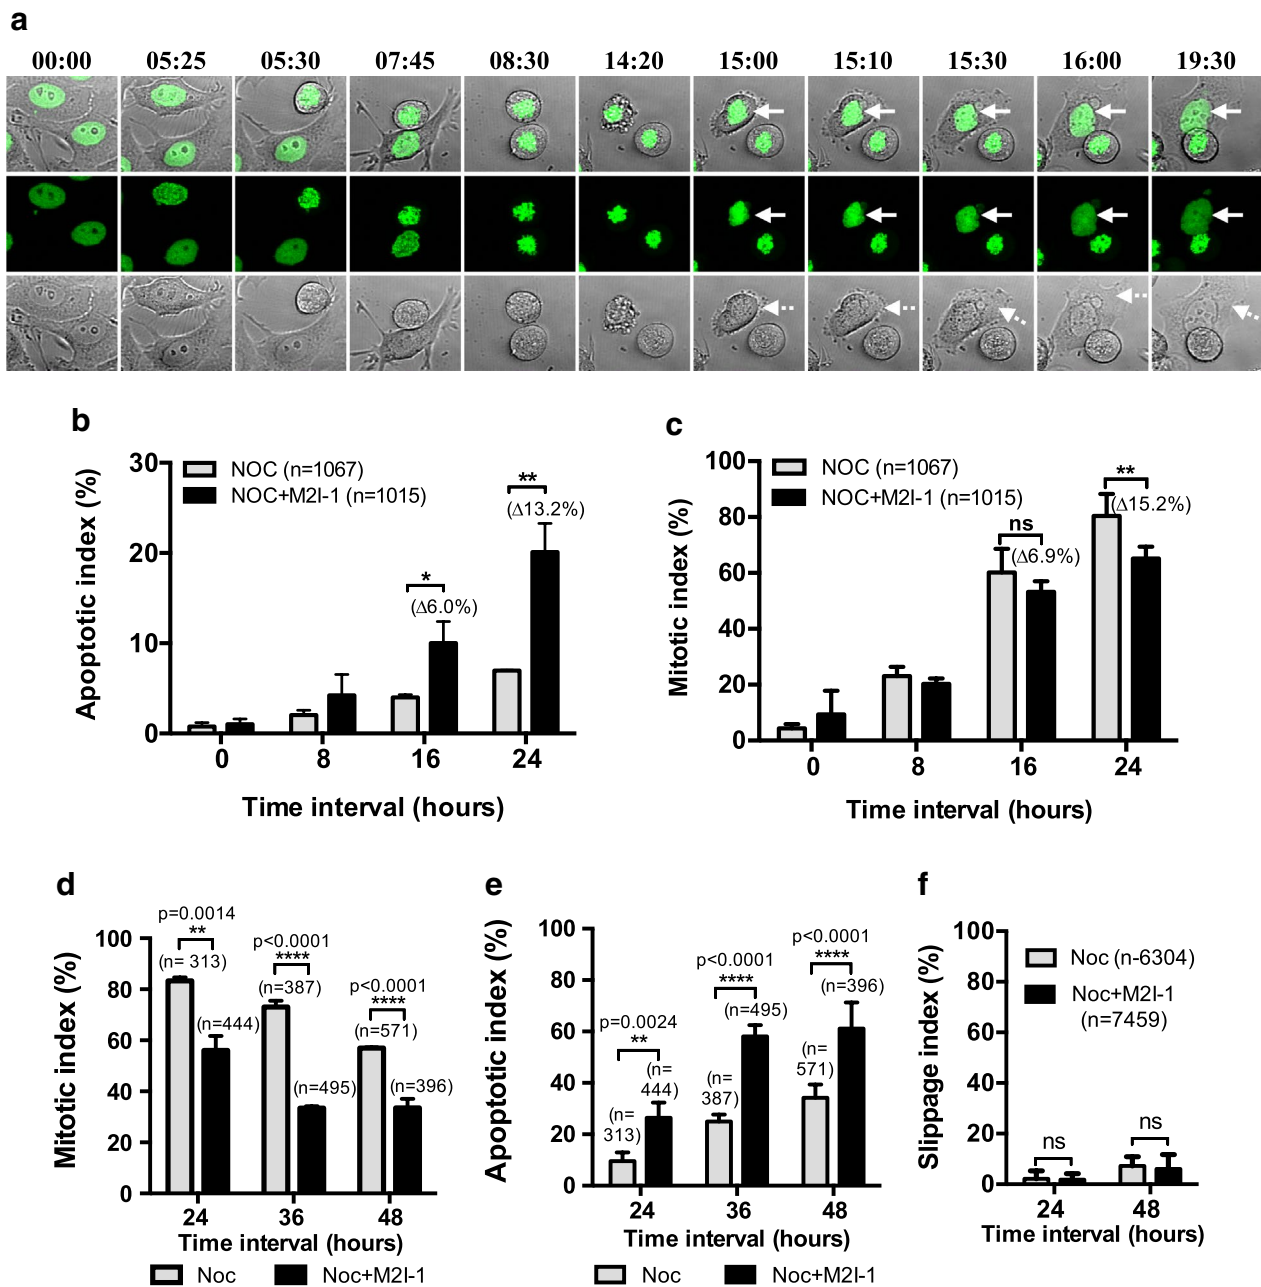 a
00:00 05:25 05:30 07:45 08:30 14:20 15:00 15:10 15:30 16:00 19:30
b
Apoptotic index (%)
30
20
10
0
NOC (n=1067)
NOC+M2I-1 (n=1015)
*
(Δ6.0%)
**
(Δ13.2%)
0 8 16 24
Time interval (hours)
c
Mitotic index (%)
100
80
60
40
20
0
NOC (n=1067)
NOC+M2I-1 (n=1015)
ns
(Δ6.9%)
**
(Δ15.2%)
0 8 16 24
Time interval (hours)
d
Mitotic index (%)
100
80
60
40
20
0
p=0.0014
**
(n= 313)
(n=444)
p<0.0001
****
(n=387)
(n=495)
p<0.0001
****
(n=571)
(n=396)
24 36 48
Time interval (hours)
Noc Noc+M2I-1
e
Apoptotic index (%)
100
80
60
40
20
0
p=0.0024
**
(n=
313)
(n=
444)
p<0.0001
****
(n=
387)
(n=495)
p<0.0001
****
(n=
571)
(n=396)
24 36 48
Time interval (hours)
Noc Noc+M2I-1
f
Slippage index (%)
100
80
60
40
20
0
Noc (n-6304)
Noc+M2I-1
(n=7459)
ns
ns
24 48
Time interval (hours)